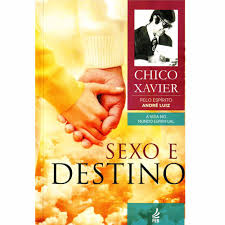 CHICO
XAVIER
PELO ESPÍRITO
ANDRÉ LUIZ
A VIDA NO
MUNDO ESPIRITUAL
SEXO E
DESTINO
FEB